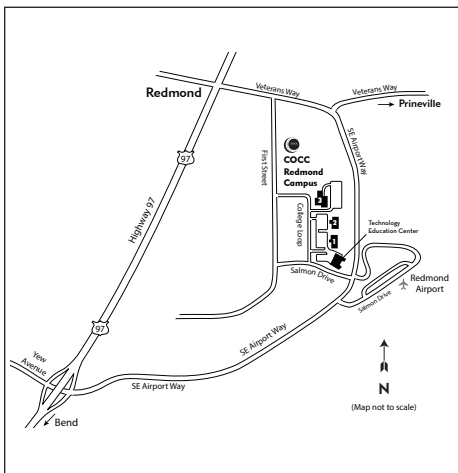 Veterans Way
Veterans Way
Redmond
Prineville
97
Highway 97
First Street
SE Airport Way
COCC
Redmond
Campus
College Loop
Technology
Education Center
Salmon Drive
Redmond
Airport
Salmon Drive
97
SE Airport Way
Yew
Avenue
SE Airport Way
N
(Map not to scale)
Bend